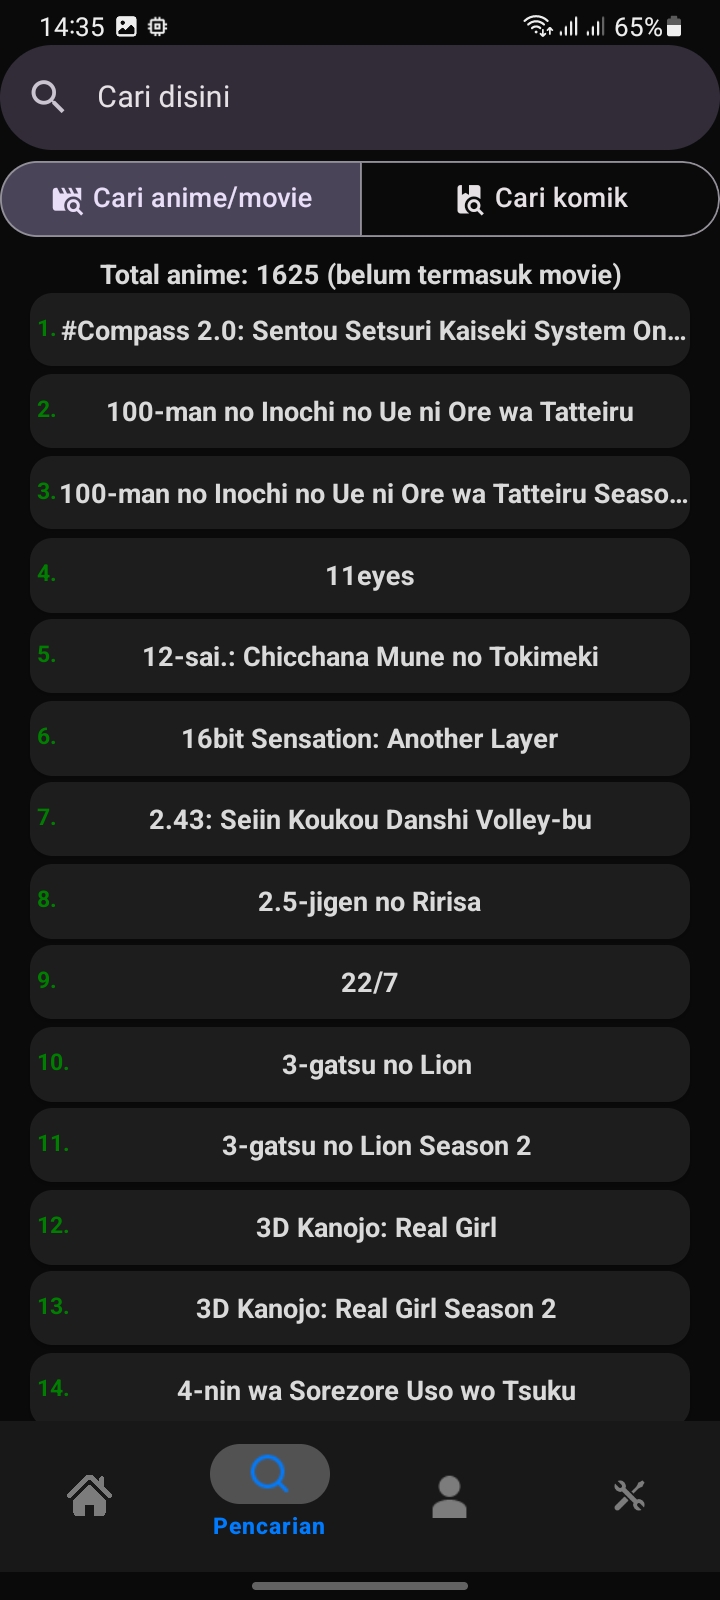 14:35 65%
Cari disini
Cari anime/movie Cari komik
Total anime: 1625 (belum termasuk movie)
1. #Compass 2.0: Sentou Setsuri Kaiseki System On...
2. 100-man no Inochi no Ue ni Ore wa Tatteiru
3. 100-man no Inochi no Ue ni Ore wa Tatteiru Seaso...
4. 11eyes
5. 12-sai.: Chicchana Mune no Tokimeki
6. 16bit Sensation: Another Layer
7. 2.43: Seiin Koukou Danshi Volley-bu
8. 2.5-jigen no Ririsa
9. 22/7
10. 3-gatsu no Lion
11. 3-gatsu no Lion Season 2
12. 3D Kanojo: Real Girl
13. 3D Kanojo: Real Girl Season 2
14. 4-nin wa Sorezore Uso wo Tsuku
Pencarian